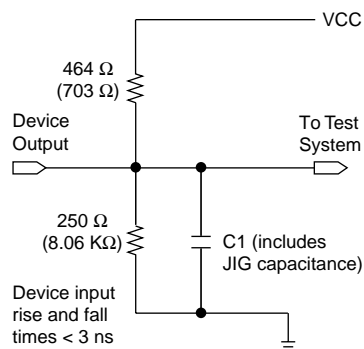 VCC
464 Ω
(703 Ω)
Device
Output
To Test
System
250 Ω
(8.06 KΩ)
C1 (includes
JIG capacitance)
Device input
rise and fall
times < 3 ns